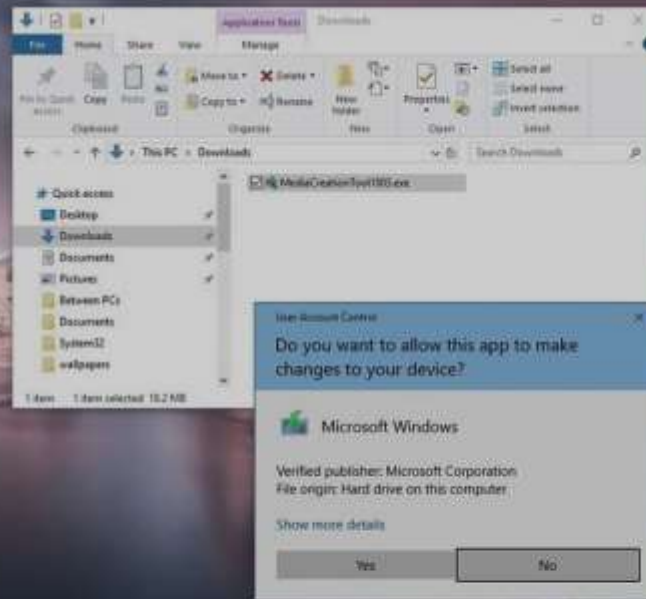 Application Tools Downloads
File Home Share View Manage
Move to Delete Select all
Copy Copy to Rename New folder Properties Select none
Invert selection
Clipboard Organize New Open Select
This PC Downloads Search Downloads
MediaCreationTool1903.exe
Quick access
Desktop
Downloads
Documents
Pictures
Between PCs
Documents
System32
wallpapers
1 item 1 item selected 18.2 MB
User Account Control
Do you want to allow this app to make
changes to your device?
Microsoft Windows
Verified publisher: Microsoft Corporation
File origin: Hard drive on this computer
Show more details
Yes No